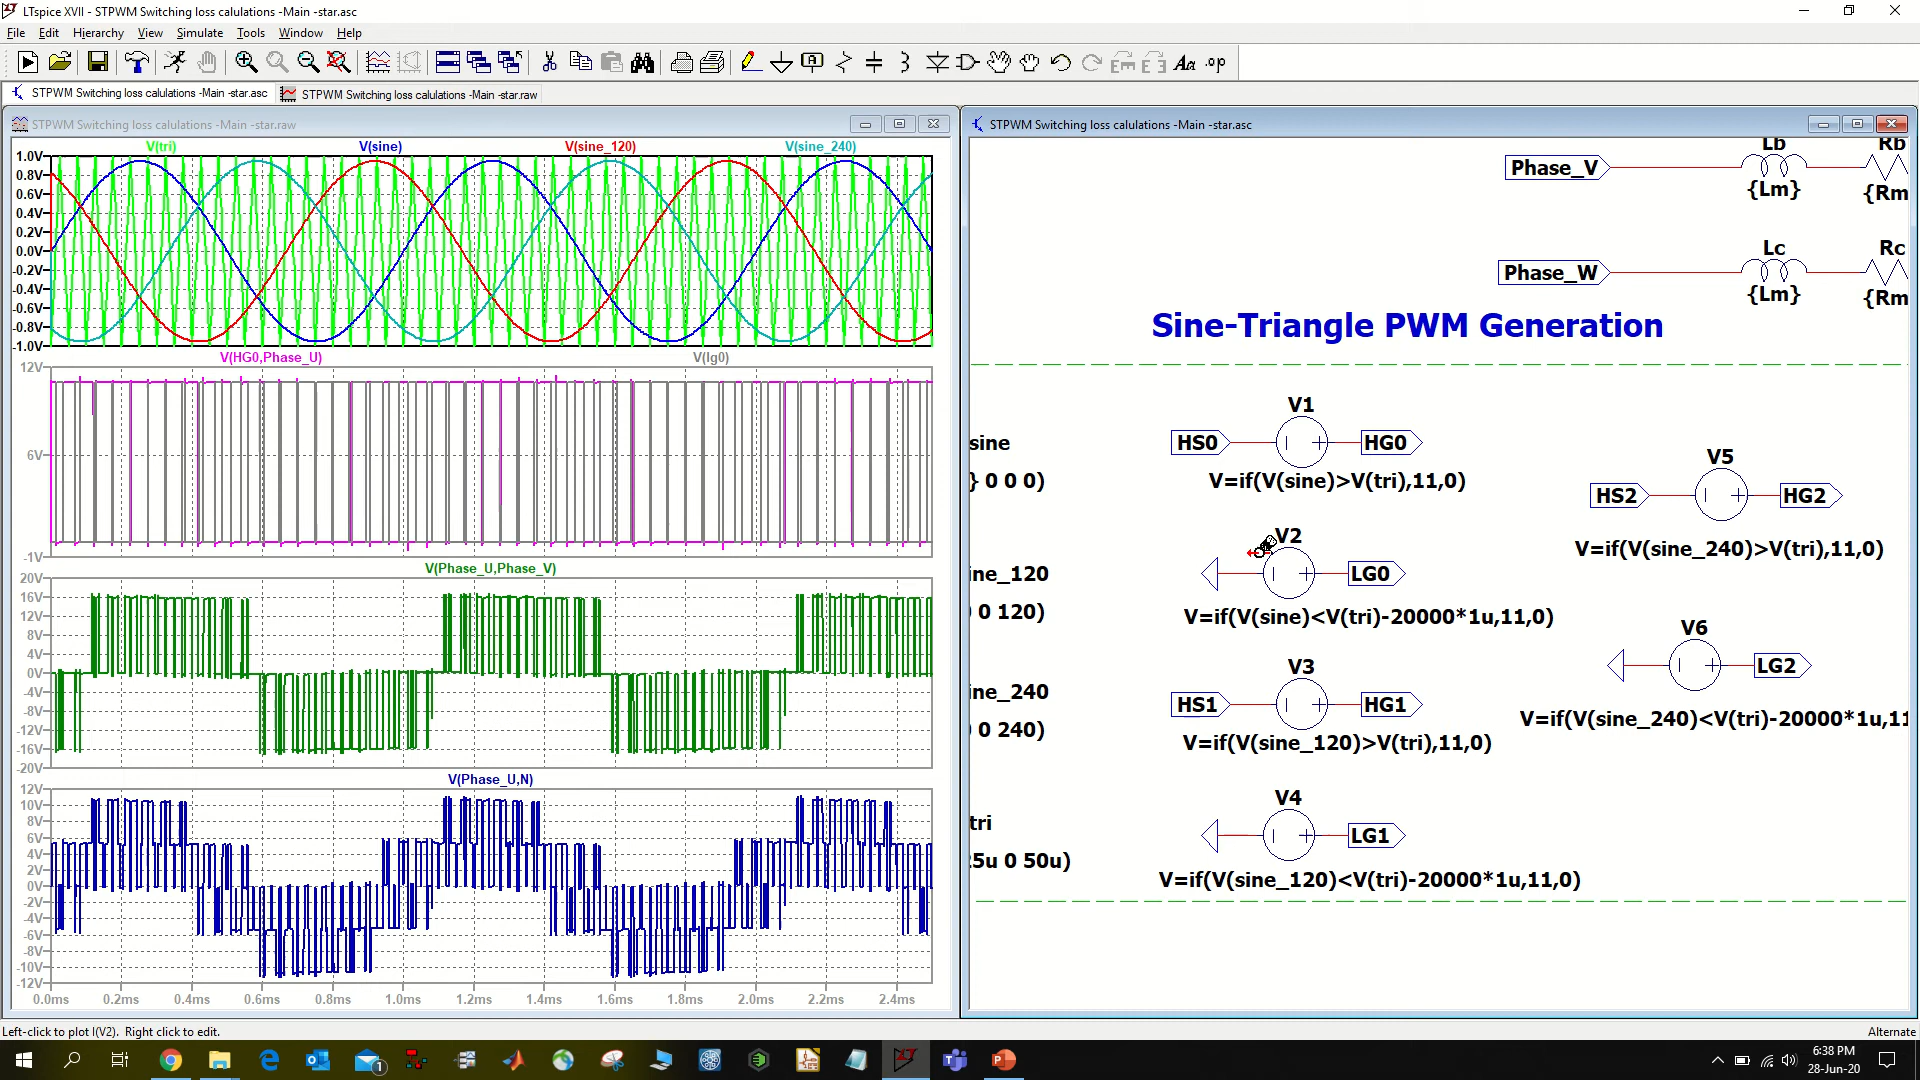 LTspice XVII - STPWM Switching loss calulations -Main -star.asc
File Edit Hierarchy View Simulate Tools Window Help
STPWM Switching loss calulations -Main -star.asc
STPWM Switching loss calulations -Main -star.raw
STPWM Switching loss calulations -Main -star.raw
V(tri) V(sine) V(sine_120) V(sine_240)
1.0V
0.8V
0.6V
0.4V
0.2V
0.0V
-0.2V
-0.4V
-0.6V
-0.8V
-1.0V
V(HG0,Phase_U) V(lg0)
12V
6V
-1V
V(Phase_U,Phase_V)
20V
16V
12V
8V
4V
0V
-4V
-8V
-12V
-16V
-20V
V(Phase_U,N)
12V
10V
8V
6V
4V
2V
0V
-2V
-4V
-6V
-8V
-10V
-12V
0.0ms 0.2ms 0.4ms 0.6ms 0.8ms 1.0ms 1.2ms 1.4ms 1.6ms 1.8ms 2.0ms 2.2ms 2.4ms
STPWM Switching loss calulations -Main -star.asc
Lb Rb
Phase_V
{Lm} {Rm
Lc Rc
Phase_W
{Lm} {Rm
Sine-Triangle PWM Generation
sine
} 0 0 0)
ine_120
0 120)
ine_240
0 240)
tri
25u 0 50u)
V1
HS0 HG0
V=if(V(sine)>V(tri),11,0)
V2
LG0
V=if(V(sine)<V(tri)-20000*1u,11,0)
V3
HS1 HG1
V=if(V(sine_120)>V(tri),11,0)
V4
LG1
V=if(V(sine_120)<V(tri)-20000*1u,11,0)
V5
HS2 HG2
V=if(V(sine_240)>V(tri),11,0)
V6
LG2
V=if(V(sine_240)<V(tri)-20000*1u,11
Left-click to plot I(V2). Right click to edit.
Alternate
6:38 PM
28-Jun-20